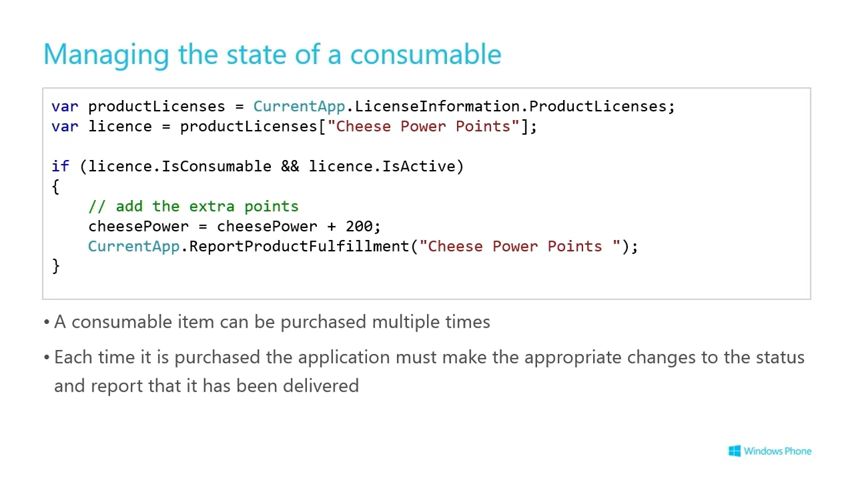 Managing the state of a consumable
var productLicenses = CurrentApp.LicenseInformation.ProductLicenses;
var licence = productLicenses["Cheese Power Points"];
if (licence.IsConsumable && licence.IsActive)
{
// add the extra points
cheesePower = cheesePower + 200;
CurrentApp.ReportProductFulfillment("Cheese Power Points ");
}
• A consumable item can be purchased multiple times
• Each time it is purchased the application must make the appropriate changes to the status
and report that it has been delivered
Windows Phone